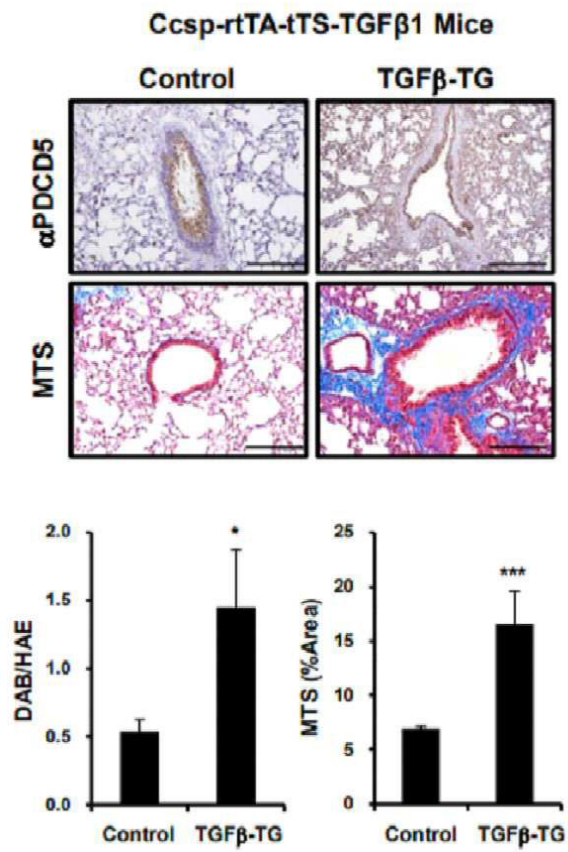 Ccsp-rtTA-tTS-TGFβ1 Mice
Control TGFβ-TG
αPDCD5
MTS
2.0
1.5
1.0
0.5
0.0
DAB/HAE
*
Control TGFβ-TG
25
20
15
10
5
0
MTS (%Area)
***
Control TGFβ-TG